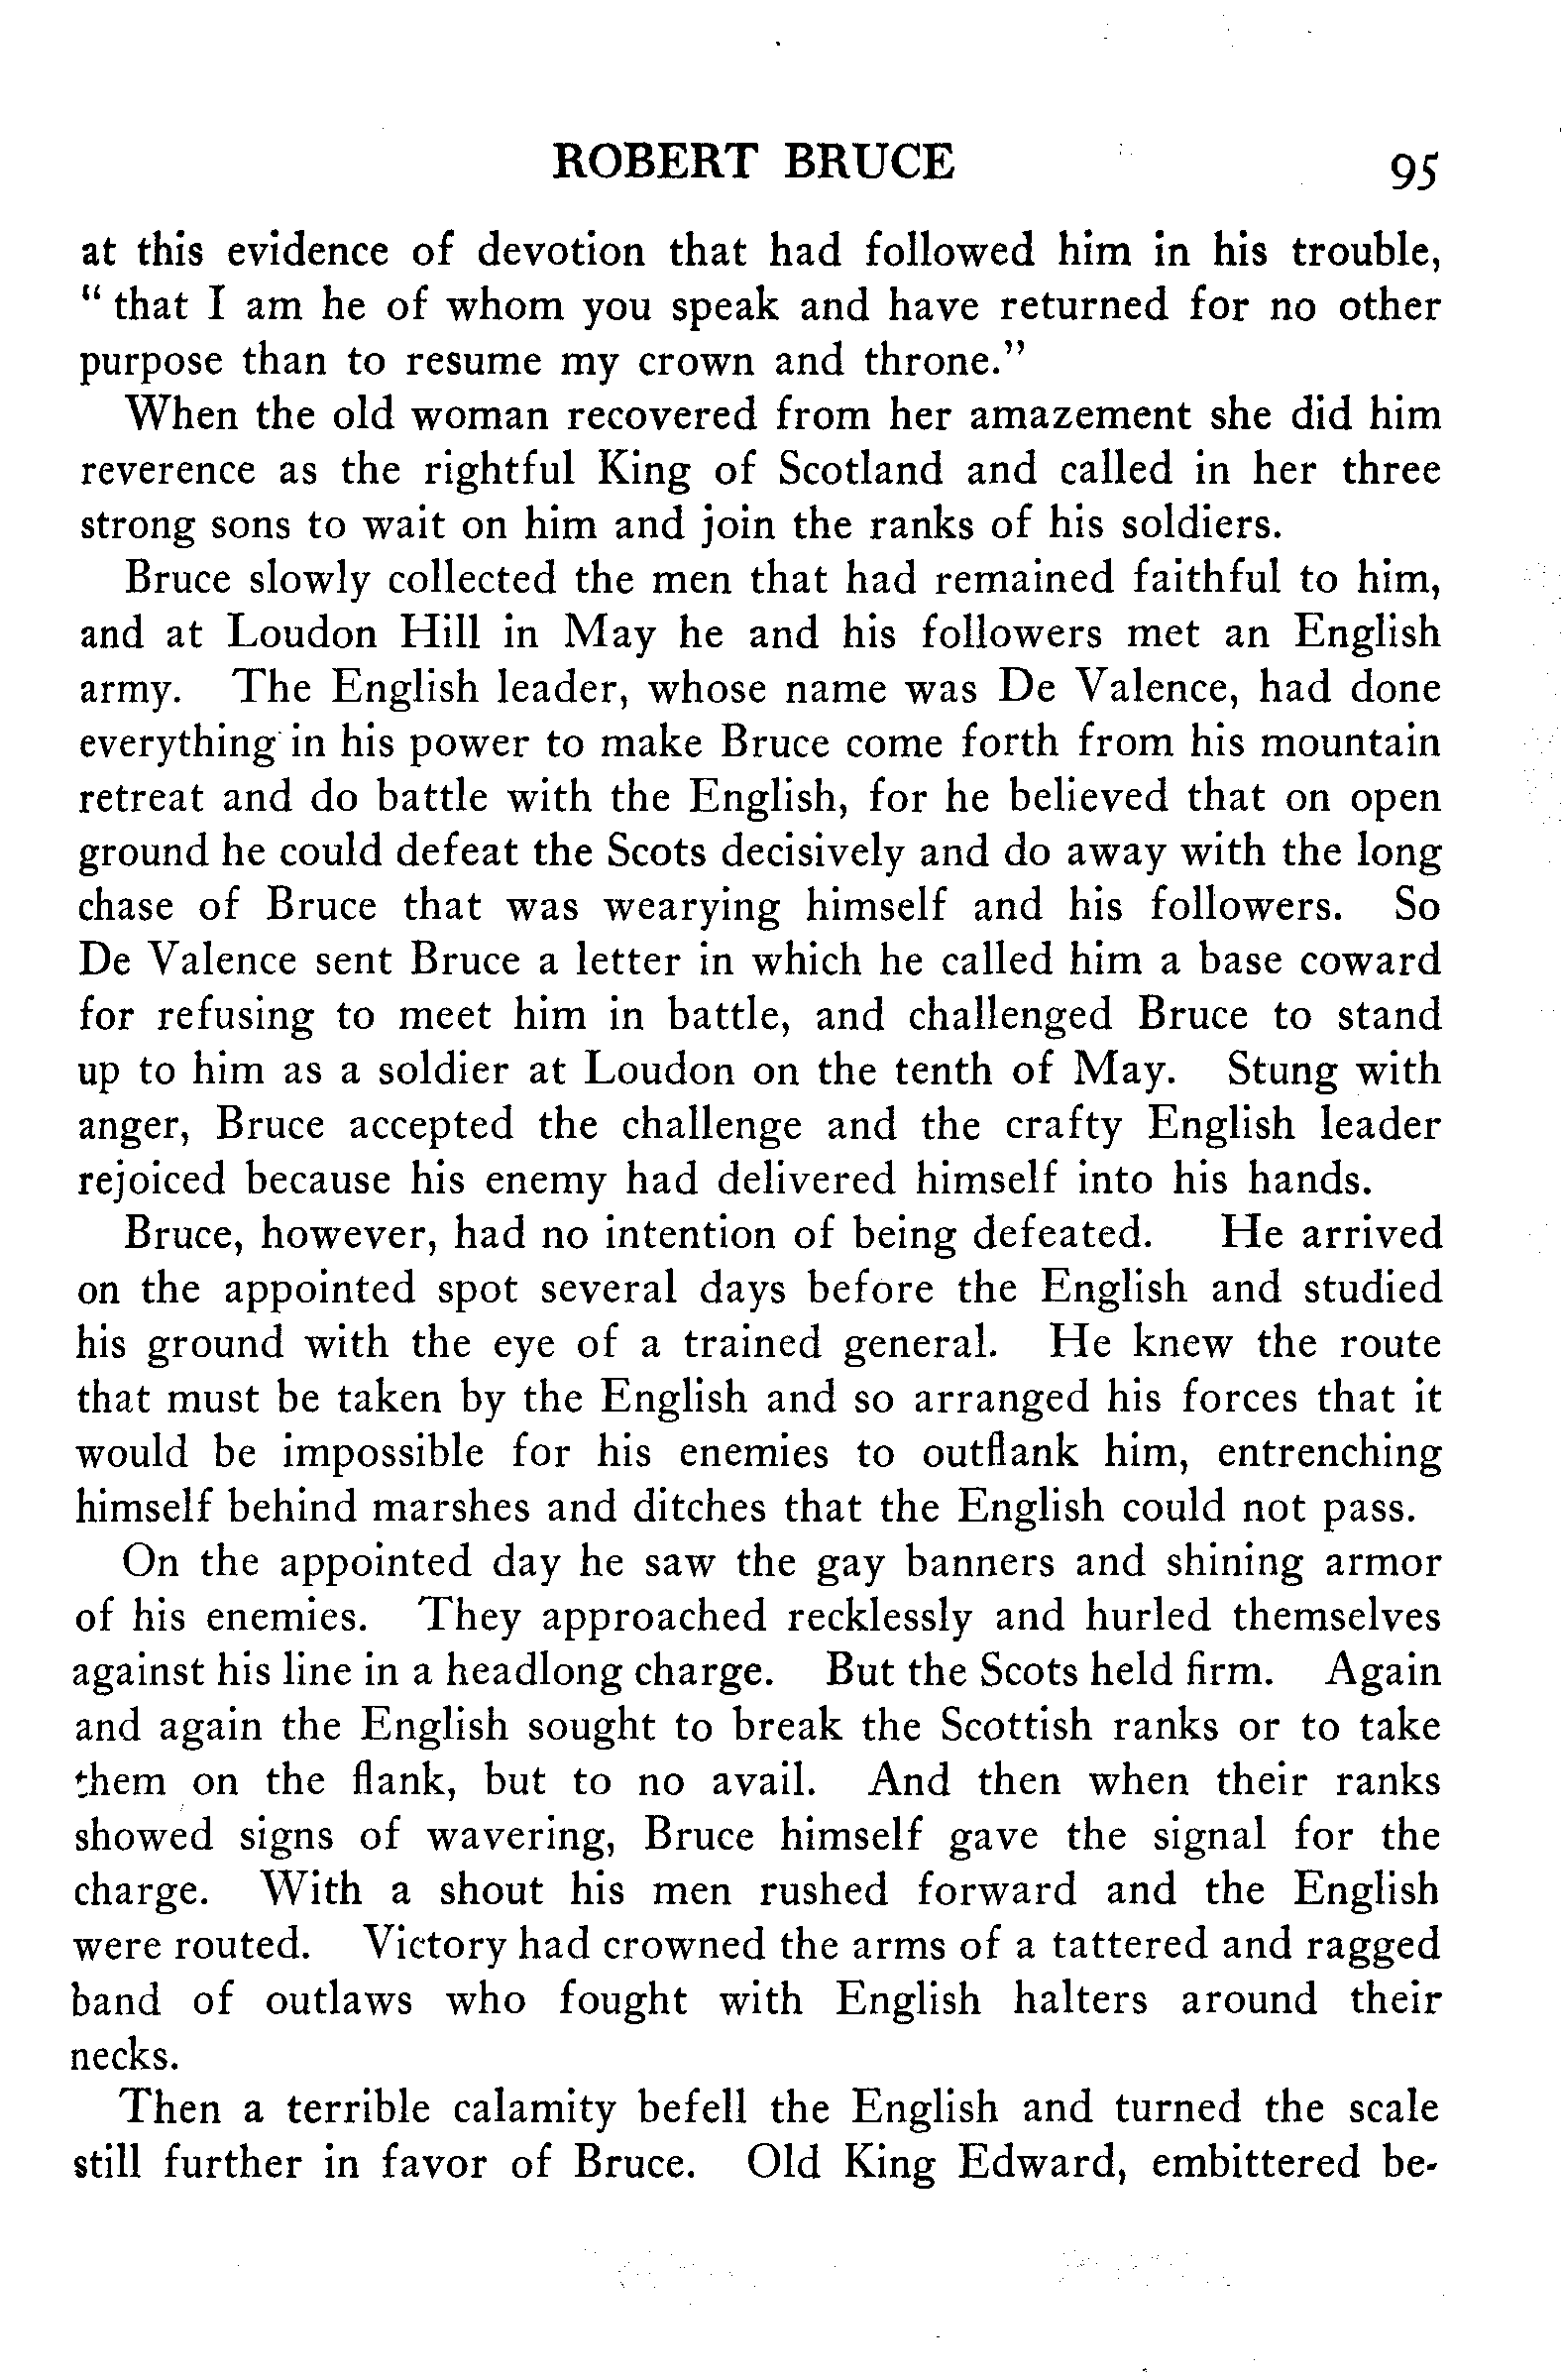 ROBERT BRUCE 95
at this evidence of devotion that had followed him in his trouble,
" that I am he of whom you speak and have returned for no other
purpose than to resume my crown and throne."
When the old woman recovered from her amazement she did him
reverence as the rightful King of Scotland and called in her three
strong sons to wait on him and join the ranks of his soldiers.
Bruce slowly collected the men that had remained faithful to him,
and at Loudon Hill in May he and his followers met an English
army. The English leader, whose name was De Valence, had done
everything in his power to make Bruce come forth from his mountain
retreat and do battle with the English, for he believed that on open
ground he could defeat the Scots decisively and do away with the long
chase of Bruce that was wearying himself and his followers. So
De Valence sent Bruce a letter in which he called him a base coward
for refusing to meet him in battle, and challenged Bruce to stand
up to him as a soldier at Loudon on the tenth of May. Stung with
anger, Bruce accepted the challenge and the crafty English leader
rejoiced because his enemy had delivered himself into his hands.
Bruce, however, had no intention of being defeated. He arrived
on the appointed spot several days before the English and studied
his ground with the eye of a trained general. He knew the route
that must be taken by the English and so arranged his forces that it
would be impossible for his enemies to outflank him, entrenching
himself behind marshes and ditches that the English could not pass.
On the appointed day he saw the gay banners and shining armor
of his enemies. They approached recklessly and hurled themselves
against his line in a headlong charge. But the Scots held firm. Again
and again the English sought to break the Scottish ranks or to take
them on the flank, but to no avail. And then when their ranks
showed signs of wavering, Bruce himself gave the signal for the
charge. With a shout his men rushed forward and the English
were routed. Victory had crowned the arms of a tattered and ragged
band of outlaws who fought with English halters around their
necks.
Then a terrible calamity befell the English and turned the scale
still further in favor of Bruce. Old King Edward, embittered be-